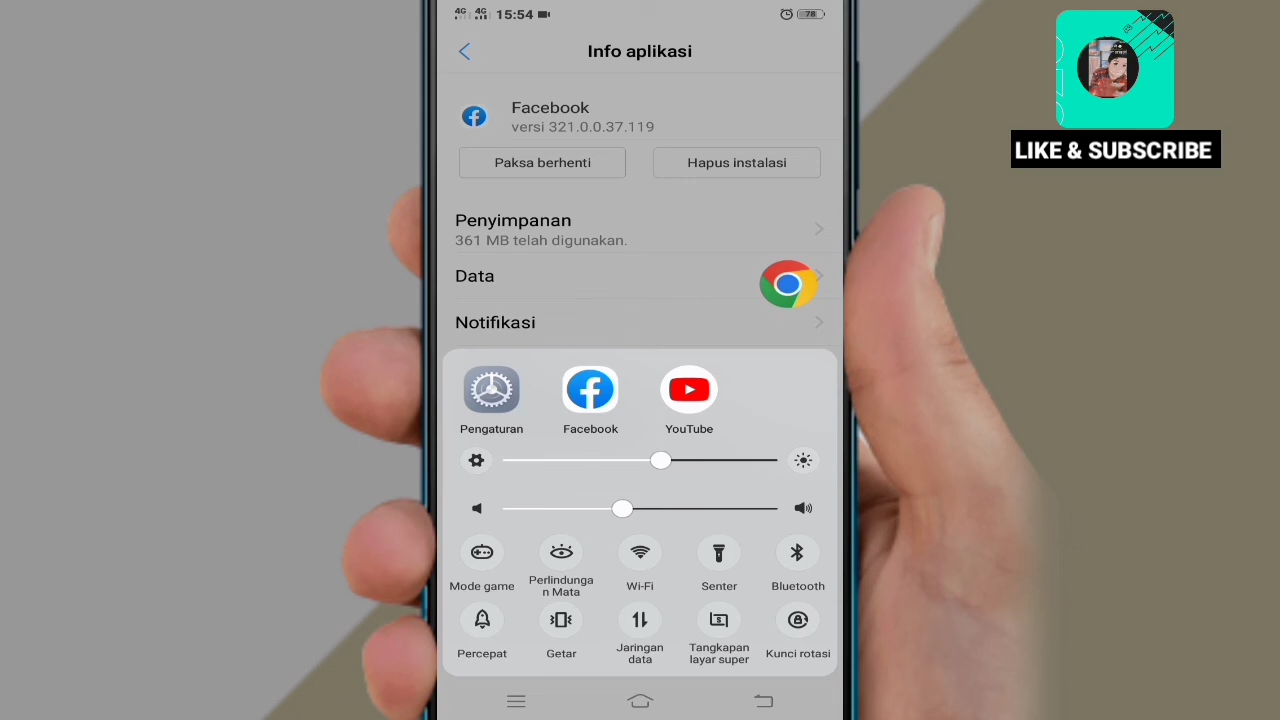 4G 4G 15:54 78
Info aplikasi
Facebook
versi 321.0.0.37.119
Paksa berhenti Hapus instalasi
Penyimpanan
361 MB telah digunakan.
Data
Notifikasi
Pengaturan Facebook YouTube
Mode game Perlindunga
n Mata Wi-Fi Senter Bluetooth
Percepat Getar Jaringan
data Tangkapan
layar super Kunci rotasi
LIKE & SUBSCRIBE